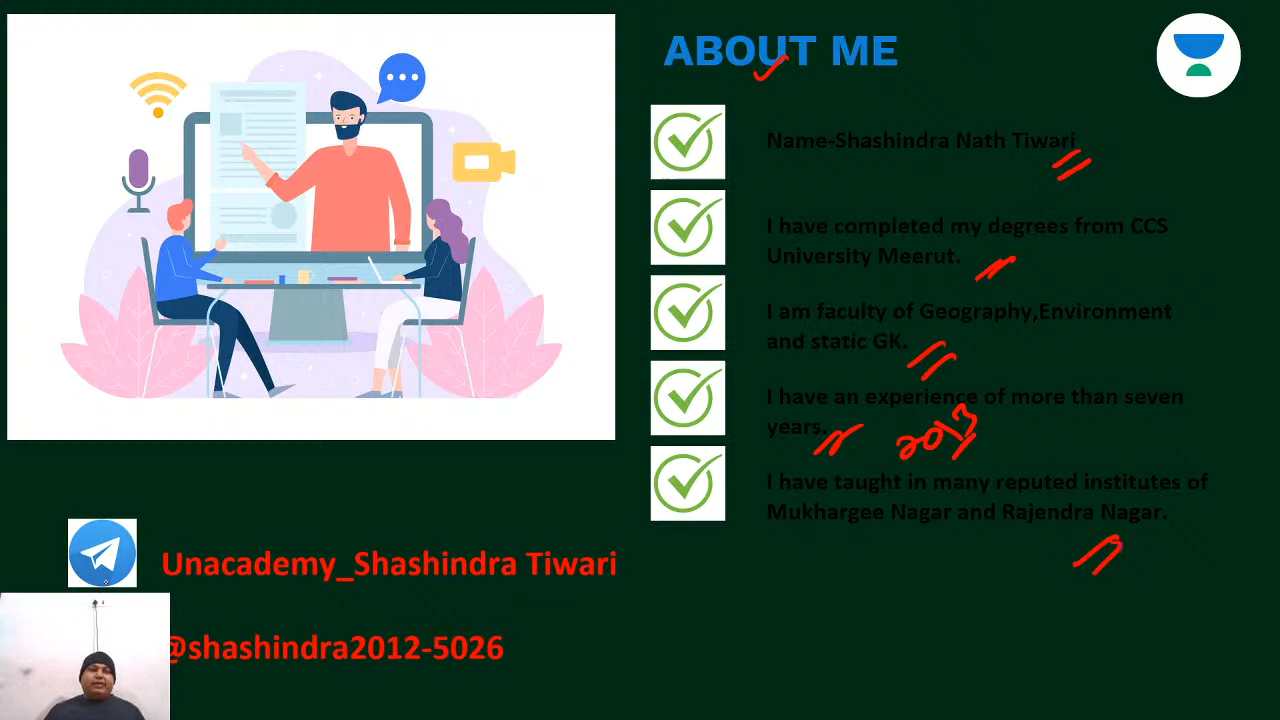 ABOUT ME
Name-Shashindra Nath Tiwari
I have completed my degrees from CCS
University Meerut.
I am faculty of Geography,Environment
and static GK.
I have an experience of more than seven
years.
2013
I have taught in many reputed institutes of
Mukhargee Nagar and Rajendra Nagar.
Unacademy_Shashindra Tiwari
@shashindra2012-5026